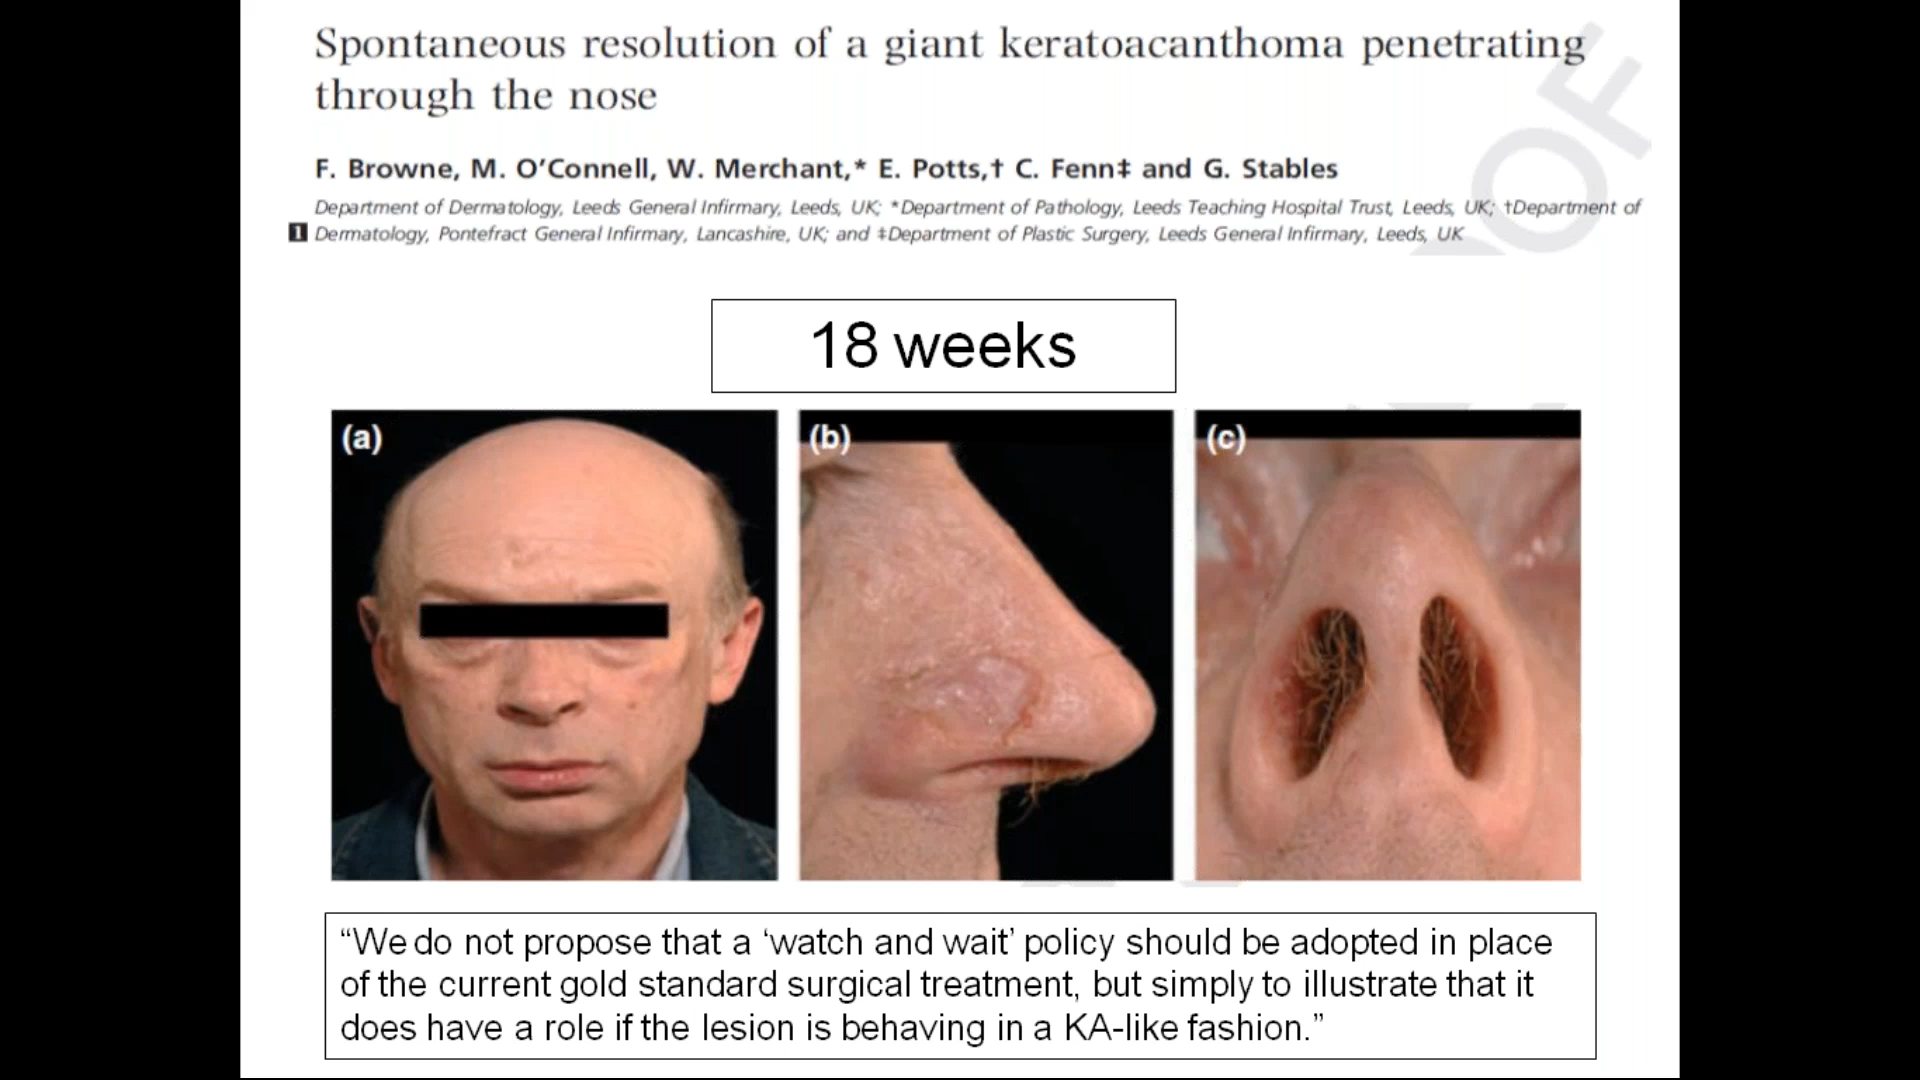 Spontaneous resolution of a giant keratoacanthoma penetrating
through the nose
F. Browne, M. O’Connell, W. Merchant,* E. Potts,† C. Fenn‡ and G. Stables
Department of Dermatology, Leeds General Infirmary, Leeds, UK; *Department of Pathology, Leeds Teaching Hospital Trust, Leeds, UK; †Department of
1 Dermatology, Pontefract General Infirmary, Lancashire, UK; and ‡Department of Plastic Surgery, Leeds General Infirmary, Leeds, UK
OF
18 weeks
(a) (b) (c)
“We do not propose that a ‘watch and wait’ policy should be adopted in place
of the current gold standard surgical treatment, but simply to illustrate that it
does have a role if the lesion is behaving in a KA-like fashion.”